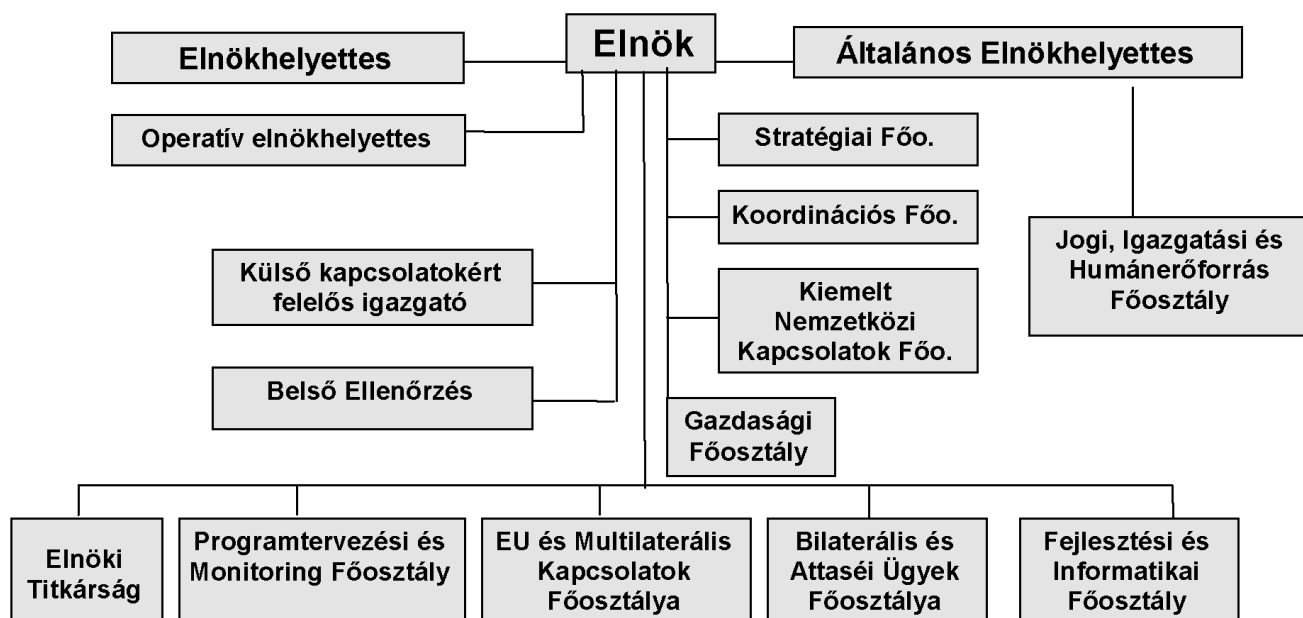 Elnök
Elnökhelyettes
Általános Elnökhelyettes
Operatív elnökhelyettes
Stratégiai Főo.
Koordinációs Főo.
Jogi, Igazgatási és
Humánerőforrás
Főosztály
Külső kapcsolatokért
felelős igazgató
Kiemelt
Nemzetközi
Kapcsolatok Főo.
Belső Ellenőrzés
Gazdasági
Főosztály
Elnöki
Titkárság
Programtervezési és
Monitoring Főosztály
EU és Multilaterális
Kapcsolatok
Főosztálya
Bilaterális és
Attaséi Ügyek
Főosztálya
Fejlesztési és
Informatikai
Főosztály